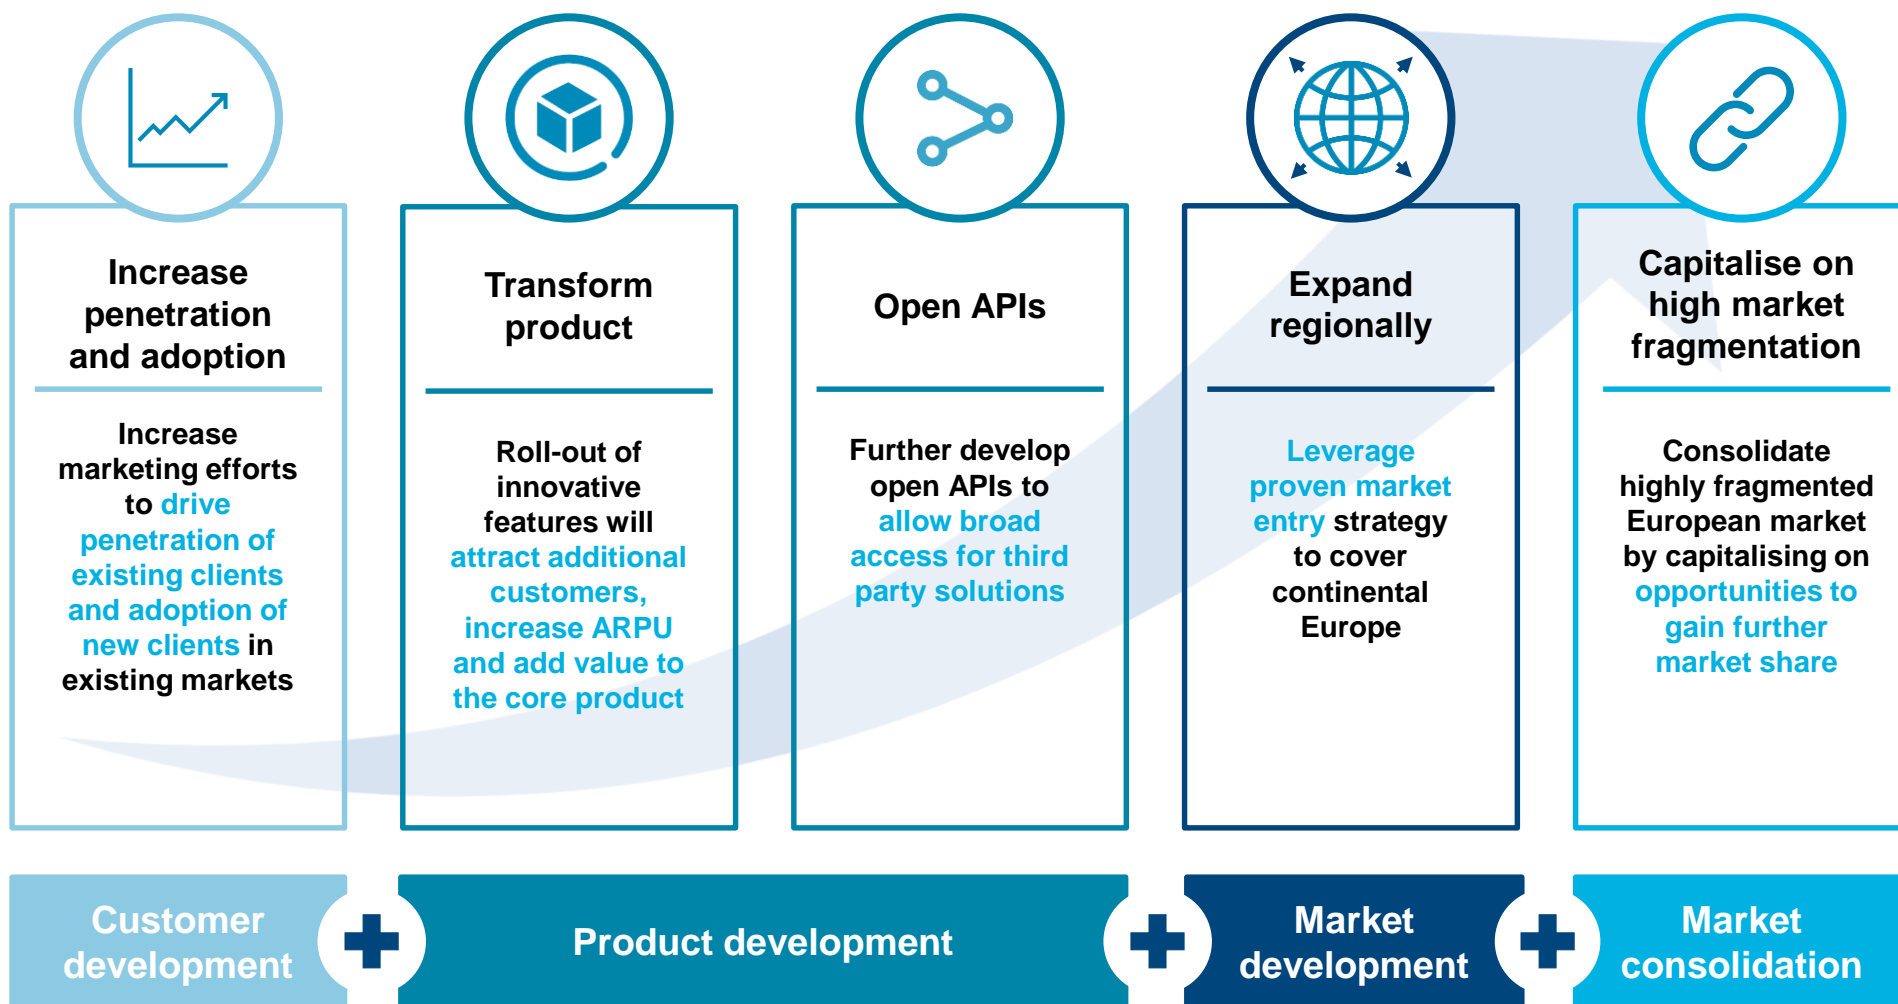 Increase
penetration
and adoption
Increase
marketing efforts
to drive
penetration of
existing clients
and adoption of
new clients in
existing markets
Transform
product
Roll-out of
innovative
features will
attract additional
customers,
increase ARPU
and add value to
the core product
Open APIs
Further develop
open APIs to
allow broad
access for third
party solutions
Expand
regionally
Leverage
proven market
entry strategy
to cover
continental
Europe
Capitalise on
high market
fragmentation
Consolidate
highly fragmented
European market
by capitalising on
opportunities to
gain further
market share
Customer
development
Product development
Market
development
Market
consolidation